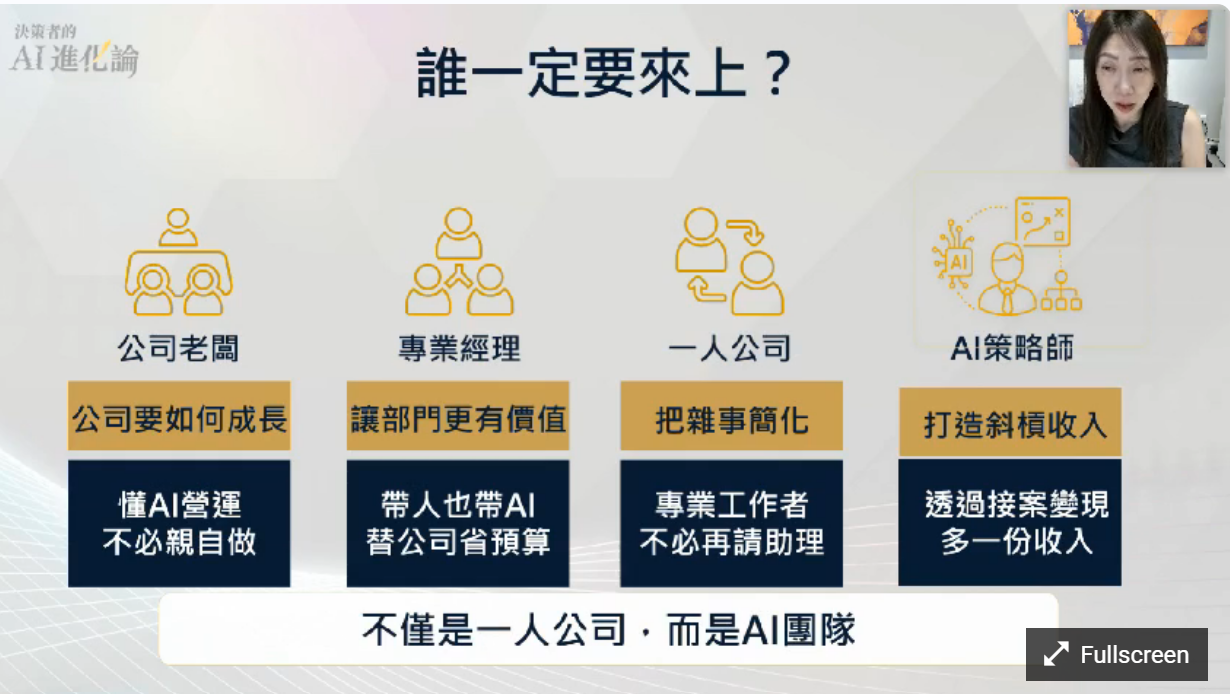 決策者的
AI進化論
誰一定要來上？
公司老闆
專業經理
一人公司
AI
AI策略師
公司要如何成長
讓部門更有價值
把雜事簡化
打造斜槓收入
懂AI營運
不必親自做
帶人也帶AI
替公司省預算
專業工作者
不必再請助理
透過接案變現
多一份收入
不僅是一人公司，而是AI團隊
Fullscreen